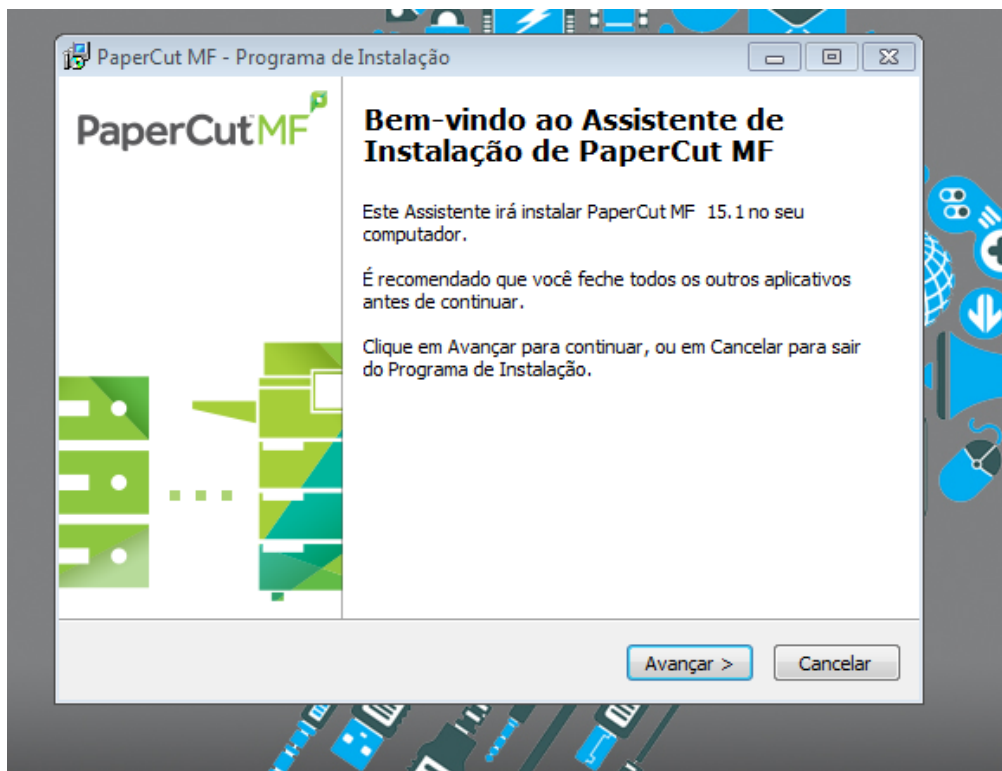 PaperCut MF - Programa de Instalação
PaperCut MF
Bem-vindo ao Assistente de
Instalação de PaperCut MF
Este Assistente irá instalar PaperCut MF 15.1 no seu
computador.
É recomendado que você feche todos os outros aplicativos
antes de continuar.
Clique em Avançar para continuar, ou em Cancelar para sair
do Programa de Instalação.
Avançar >
Cancelar